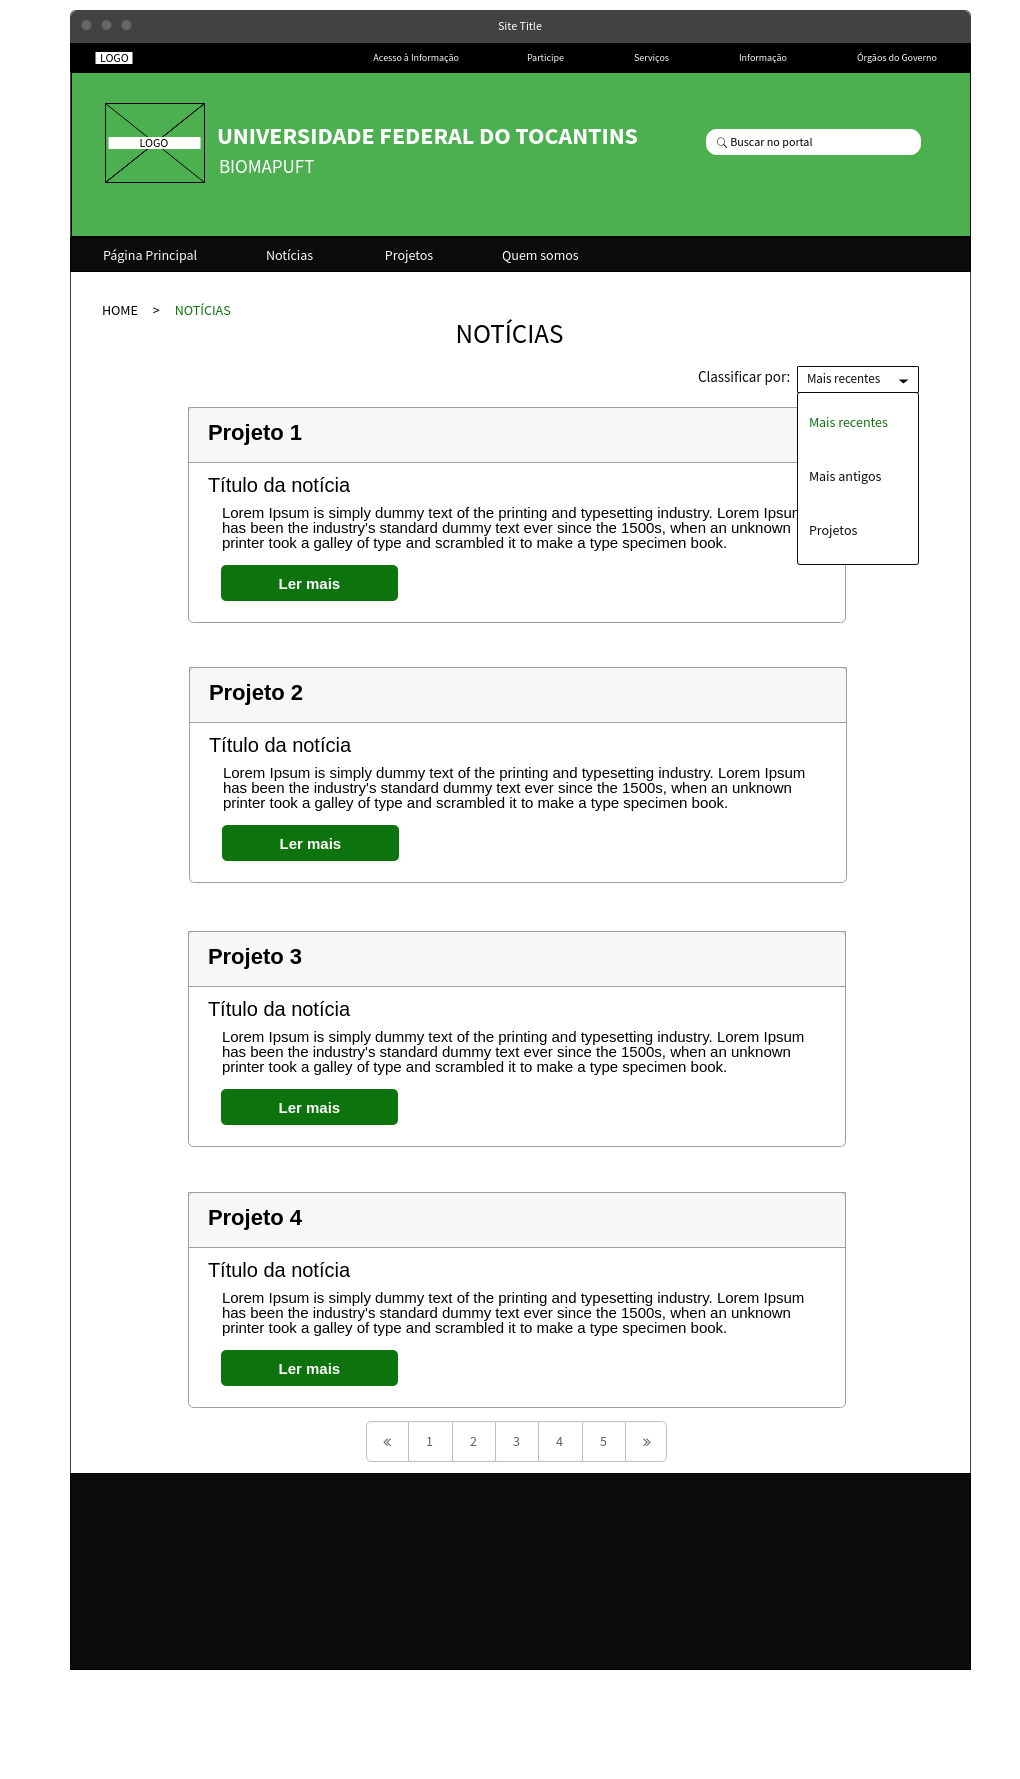 Site Title
LOGO
Acesso à Informação
Participe
Serviços
Informação
Órgãos do Governo
LOGO
UNIVERSIDADE FEDERAL DO TOCANTINS
BIOMAPUFT
Buscar no portal
Página Principal
Notícias
Projetos
Quem somos
HOME > NOTÍCIAS
NOTÍCIAS
Classificar por:
Mais recentes
Mais recentes
Mais antigos
Projetos
Projeto 1
Título da notícia
Lorem Ipsum is simply dummy text of the printing and typesetting industry. Lorem Ipsum
has been the industry's standard dummy text ever since the 1500s, when an unknown
printer took a galley of type and scrambled it to make a type specimen book.
Ler mais
Projeto 2
Título da notícia
Lorem Ipsum is simply dummy text of the printing and typesetting industry. Lorem Ipsum
has been the industry's standard dummy text ever since the 1500s, when an unknown
printer took a galley of type and scrambled it to make a type specimen book.
Ler mais
Projeto 3
Título da notícia
Lorem Ipsum is simply dummy text of the printing and typesetting industry. Lorem Ipsum
has been the industry's standard dummy text ever since the 1500s, when an unknown
printer took a galley of type and scrambled it to make a type specimen book.
Ler mais
Projeto 4
Título da notícia
Lorem Ipsum is simply dummy text of the printing and typesetting industry. Lorem Ipsum
has been the industry's standard dummy text ever since the 1500s, when an unknown
printer took a galley of type and scrambled it to make a type specimen book.
Ler mais
« 1 2 3 4 5 »